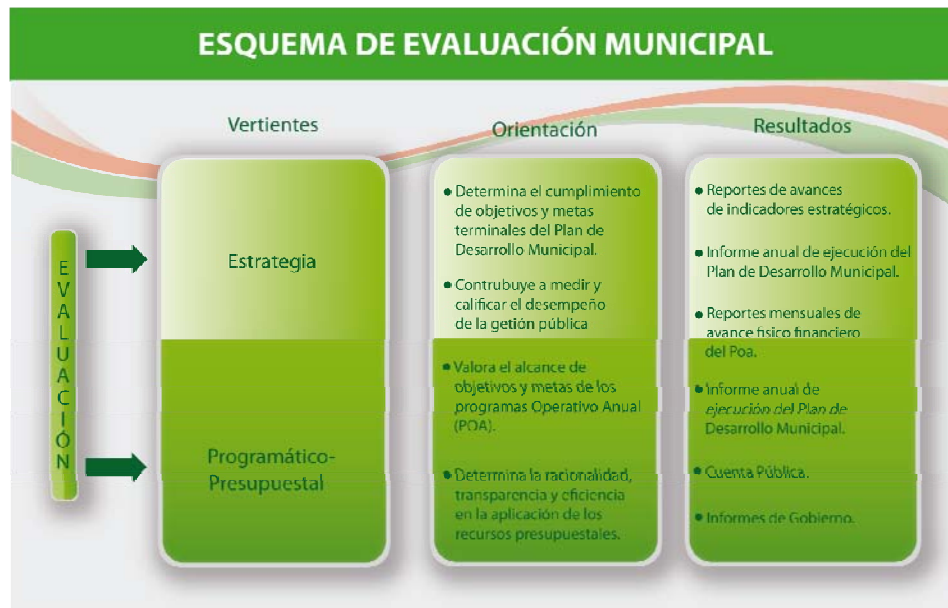 ESQUEMA DE EVALUACIÓN MUNICIPAL
Vertientes
Orientación
Resultados
EVALUACIÓN
Estrategia
• Determina el cumplimiento
de objetivos y metas
terminales del Plan de
Desarrollo Municipal.
• Contrubuye a medir y
calificar el desempeño
de la getión pública
• Reportes de avances
de indicadores estratégicos.
• Informe anual de ejecución del
Plan de Desarrollo Municipal.
• Reportes mensuales de
avance fisico financiero
del Poa.
Programático-
Presupuestal
• Valora el alcance de
objetivos y metas de los
programas Operativo Anual
(POA).
• Determina la racionalidad,
transparencia y eficiencia
en la aplicación de los
recursos presupuestales.
• Informe anual de
ejecución del Plan de
Desarrollo Municipal.
• Cuenta Pública.
• Informes de Gobierno.